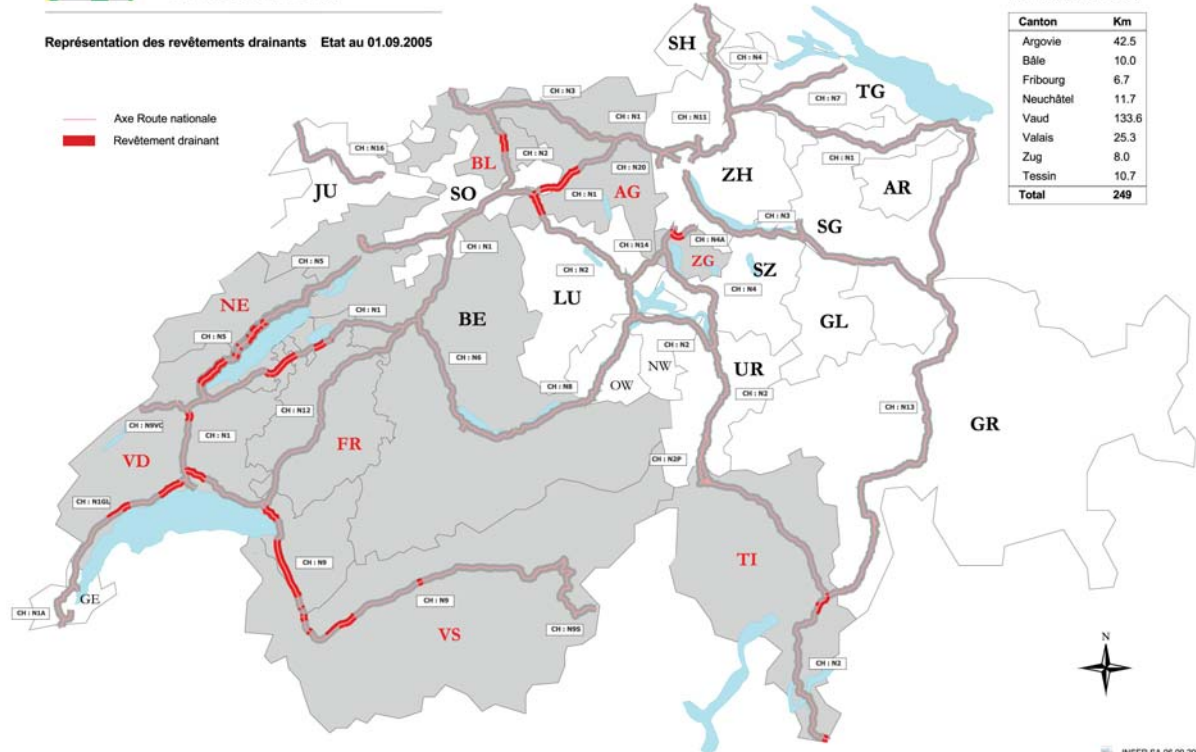 Représentation des revêtements drainants Etat au 01.09.2005
Axe Route nationale
Revêtement drainant
Canton Km
Argovie 42.5
Bâle 10.0
Fribourg 6.7
Neuchâtel 11.7
Vaud 133.6
Valais 25.3
Zug 8.0
Tessin 10.7
Total 249
SH
CH : N4
CH : N3
CH : N7
TG
CH : N1
CH : N11
CH : N16
BL
CH : N2
CH : N20
ZH
CH : N1
AR
JU
SO
CH : N1
AG
CH : N3
SG
CH : N1
CH : N14
CH : N4A
ZG
CH : N5
CH : N2
SZ
CH : N4
NE
CH : N1
LU
BE
GL
CH : N5
CH : N2
CH : N6
NW
UR
CH : N8
OW
CH : N2
CH : N12
CH : N13
GR
CH : N9VC
CH : N1
FR
VD
CH : N2P
CH : N1GL
TI
CH : N9
CH : N9
GE
CH : N1A
CH : N9S
VS
N
CH : N2